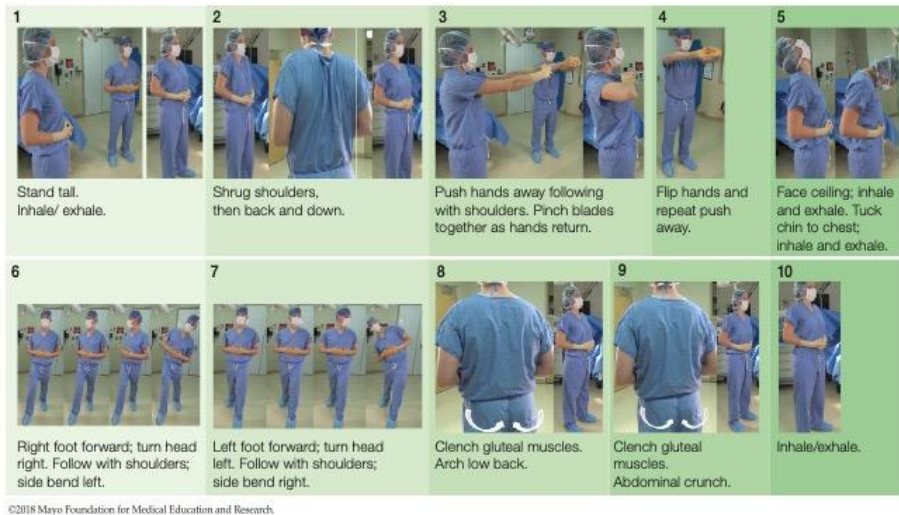 1
Stand tall.
Inhale/ exhale.
2
Shrug shoulders,
then back and down.
3
Push hands away following
with shoulders. Pinch blades
together as hands return.
4
Flip hands and
repeat push
away.
5
Face ceiling; inhale
and exhale. Tuck
chin to chest;
inhale and exhale.
6
Right foot forward; turn head
right. Follow with shoulders;
side bend left.
7
Left foot forward; turn head
left. Follow with shoulders;
side bend right.
8
Clench gluteal muscles.
Arch low back.
9
Clench gluteal
muscles.
Abdominal crunch.
10
Inhale/exhale.
©2018 Mayo Foundation for Medical Education and Research.